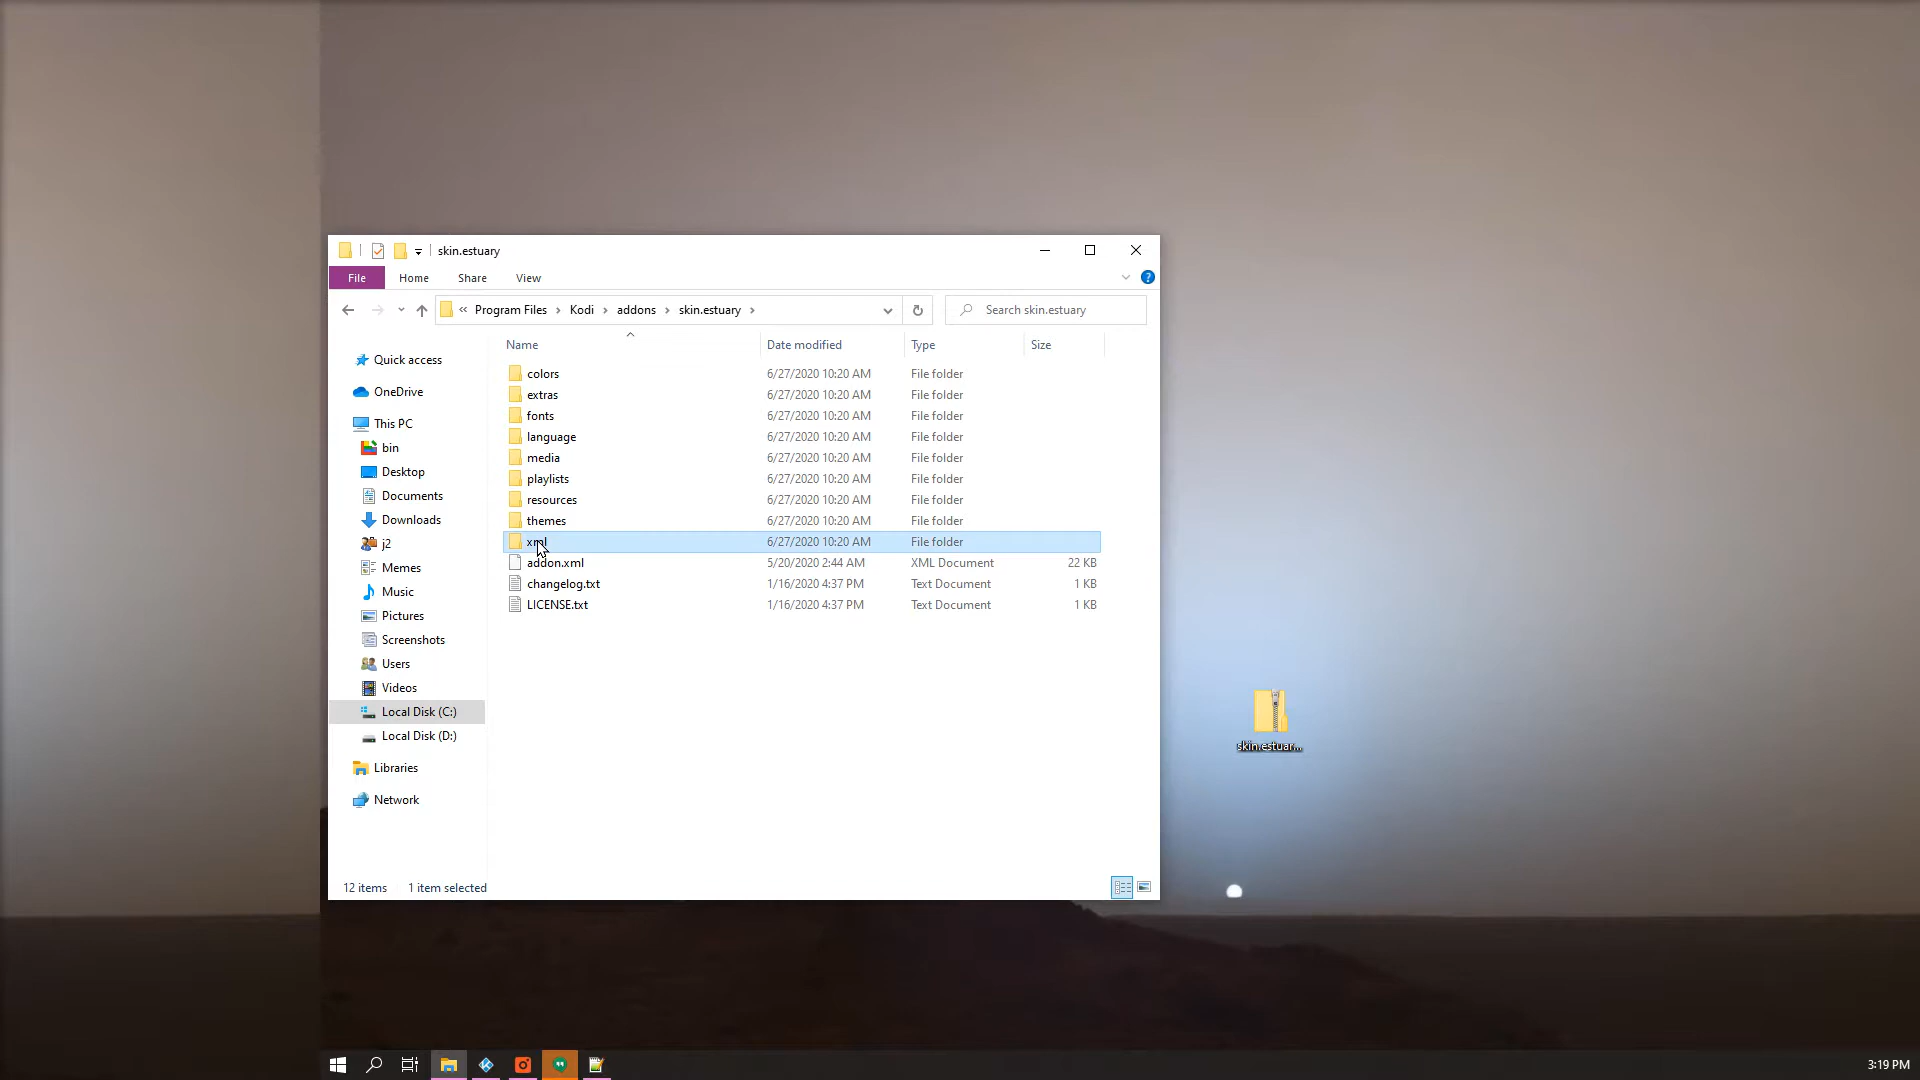 skin.estuary
File Home Share View
« Program Files > Kodi > addons > skin.estuary > Search skin.estuary
Name Date modified Type Size
Quick access
OneDrive
This PC
bin
Desktop
Documents
Downloads
j2
Memes
Music
Pictures
Screenshots
Users
Videos
Local Disk (C:)
Local Disk (D:)
Libraries
Network
colors 6/27/2020 10:20 AM File folder
extras 6/27/2020 10:20 AM File folder
fonts 6/27/2020 10:20 AM File folder
language 6/27/2020 10:20 AM File folder
media 6/27/2020 10:20 AM File folder
playlists 6/27/2020 10:20 AM File folder
resources 6/27/2020 10:20 AM File folder
themes 6/27/2020 10:20 AM File folder
xml 6/27/2020 10:20 AM File folder
addon.xml 5/20/2020 2:44 AM XML Document 22 KB
changelog.txt 1/16/2020 4:37 PM Text Document 1 KB
LICENSE.txt 1/16/2020 4:37 PM Text Document 1 KB
12 items 1 item selected
skin.estuar...
3:19 PM